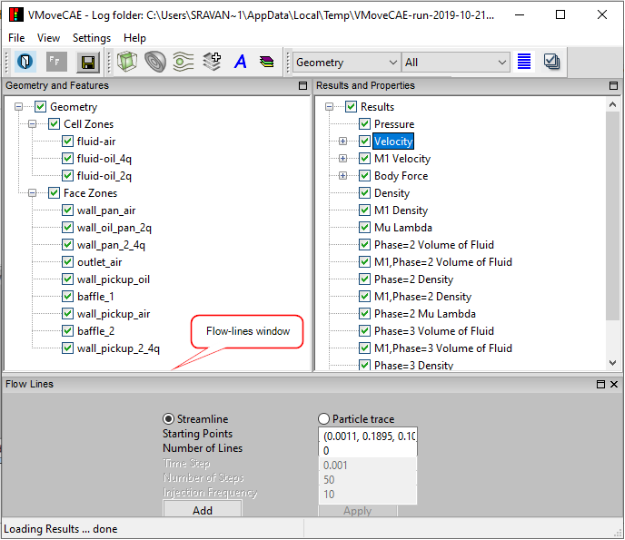 VMoveCAE - Log folder: C:\Users\SRAVAN~1\AppData\Local\Temp\VMoveCAE-run-2019-10-21...
File View Settings Help
Fr A Geometry All
Geometry and Features
Geometry
Cell Zones
fluid-air
fluid-oil_4q
fluid-oil_2q
Face Zones
wall_pan_air
wall_oil_pan_2q
wall_pan_2_4q
outlet_air
wall_pickup_oil
baffle_1
wall_pickup_air
baffle_2
wall_pickup_2_4q
Flow-lines window
Results and Properties
Results
Pressure
Velocity
M1 Velocity
Body Force
Density
M1 Density
Mu Lambda
Phase=2 Volume of Fluid
M1,Phase=2 Volume of Fluid
Phase=2 Density
M1,Phase=2 Density
Phase=2 Mu Lambda
Phase=3 Volume of Fluid
M1,Phase=3 Volume of Fluid
Phase=3 Density
Flow Lines
Streamline Particle trace
Starting Points (0.0011, 0.1895, 0.10
Number of Lines 0
Time Step 0.001
Number of Steps 50
Injection Frequency 10
Add Apply
Loading Results ... done